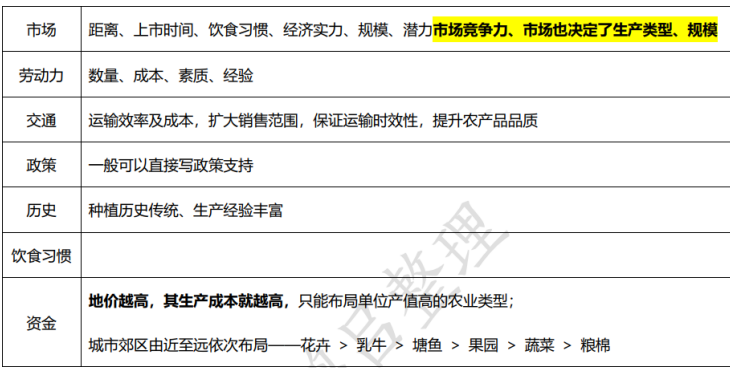 市场
距离、上市时间、饮食习惯、经济实力、规模、潜力市场竞争力、市场也决定了生产类型、规模
劳动力
数量、成本、素质、经验
交通
运输效率及成本，扩大销售范围，保证运输时效性，提升农产品品质
政策
一般可以直接写政策支持
历史
种植历史传统、生产经验丰富
饮食习惯
资金
地价越高，其生产成本就越高，只能布局单位产值高的农业类型；
城市郊区由近至远依次布局——花卉 > 乳牛 > 塘鱼 > 果园 > 蔬菜 > 粮棉
吕整理